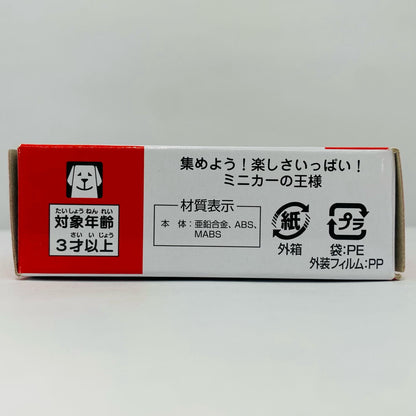 たいしょうねんれい
対象年齢
さいいじょう
3才以上
集めよう!楽しさいっぱい!
ミニカーの王様
材質表示
本 体:亜鉛合金、ABS、
MABS
紙
外箱
プラ
袋:PE
外装フィルム:PP